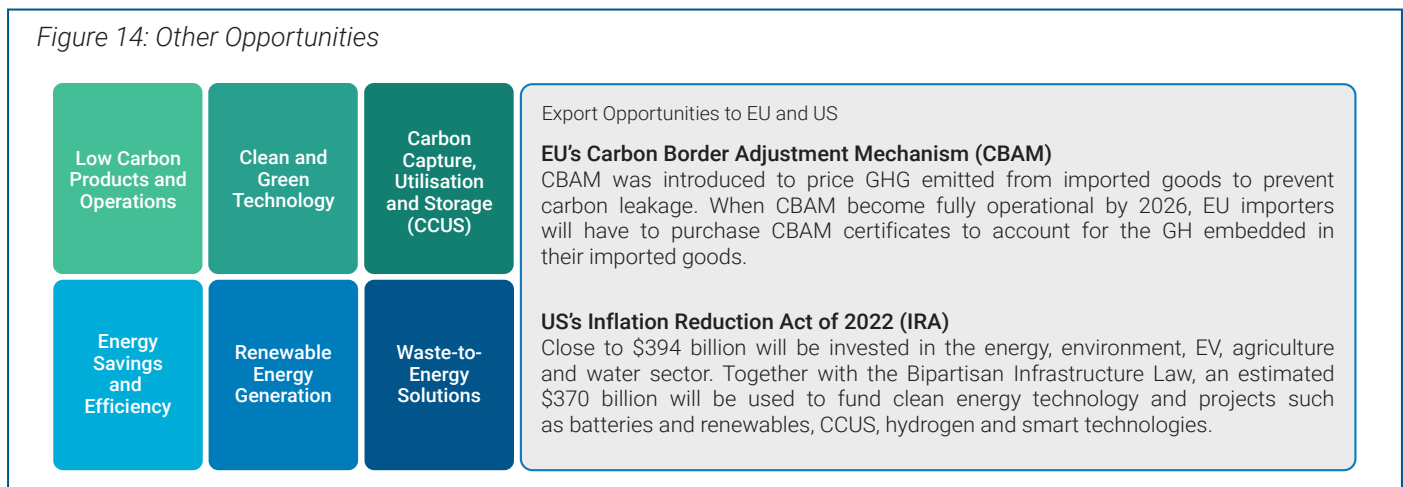 Figure 14: Other Opportunities
Low Carbon
Products and
Operations
Clean and
Green
Technology
Carbon
Capture,
Utilisation
and Storage
(CCUS)
Energy
Savings
and
Efficiency
Renewable
Energy
Generation
Waste-to-
Energy
Solutions
Export Opportunities to EU and US
EU's Carbon Border Adjustment Mechanism (CBAM)
CBAM was introduced to price GHG emitted from imported goods to prevent
carbon leakage. When CBAM become fully operational by 2026, EU importers
will have to purchase CBAM certificates to account for the GH embedded in
their imported goods.
US's Inflation Reduction Act of 2022 (IRA)
Close to $394 billion will be invested in the energy, environment, EV, agriculture
and water sector. Together with the Bipartisan Infrastructure Law, an estimated
$370 billion will be used to fund clean energy technology and projects such
as batteries and renewables, CCUS, hydrogen and smart technologies.